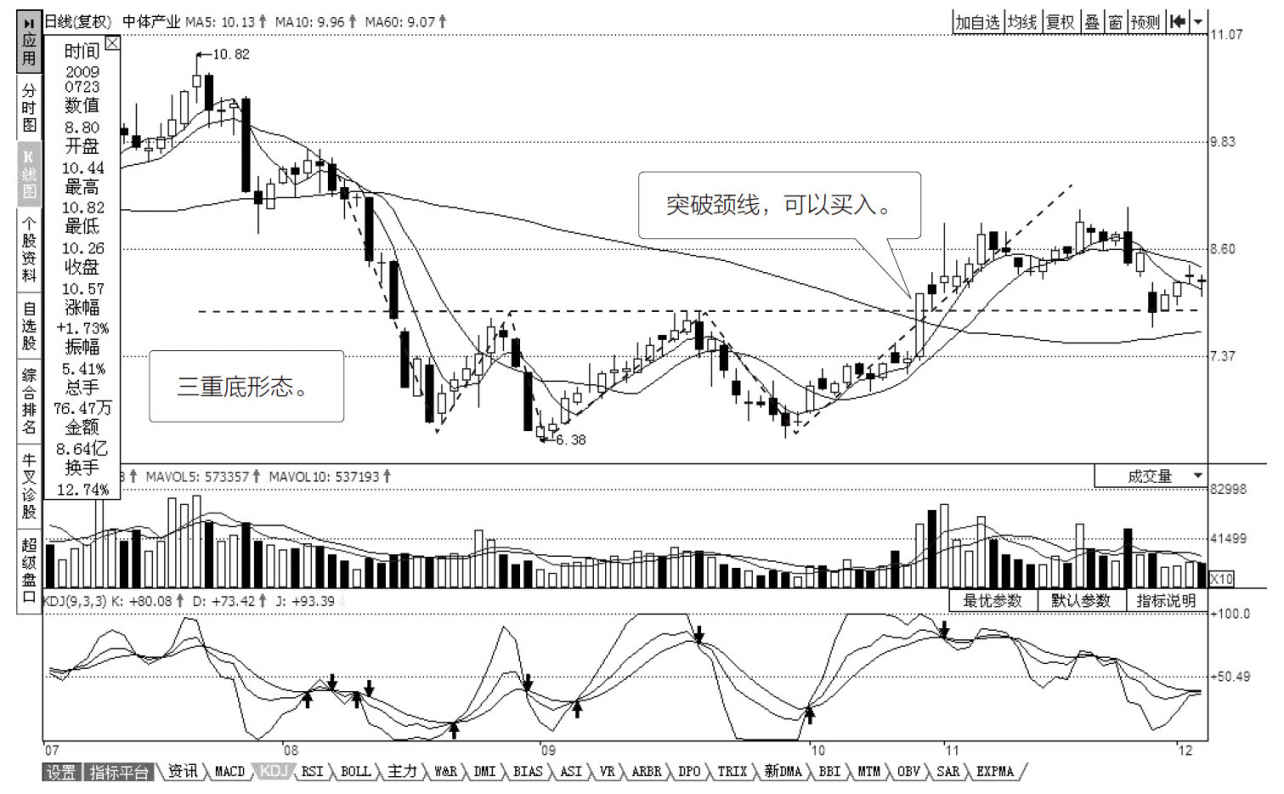 日线(复权) 中体产业 MA5: 10.13↑ MA10: 9.96↑ MA60: 9.07↑
加自选 均线 复权 叠 窗 预测
应用
分时图
K线图
个股资料
自选股
综合排名
牛叉诊股
超级盘口
时间
2009
0723
数值
8.80
开盘
10.44
最高
10.82
最低
10.26
收盘
10.57
涨幅
+1.73%
振幅
5.41%
总手
76.47万
金额
8.64亿
换手
12.74%
←10.82
突破颈线，可以买入。
三重底形态。
←6.38
11.07
9.83
8.60
7.37
8↑ MAVOL5: 573357↑ MAVOL10: 537193↑
成交量
82998
41499
X10
KDJ(9,3,3) K: +80.08↑ D: +73.42↑ J: +93.39
最优参数 默认参数 指标说明
+100.0
+50.49
07 08 09 10 11 12
设置 指标平台 资讯 MACD KDJ RSI BOLL 主力 W&R DMI BIAS ASI VR ARBR DPO TRIX 新DMA BBI MTM OBV SAR EXPMA